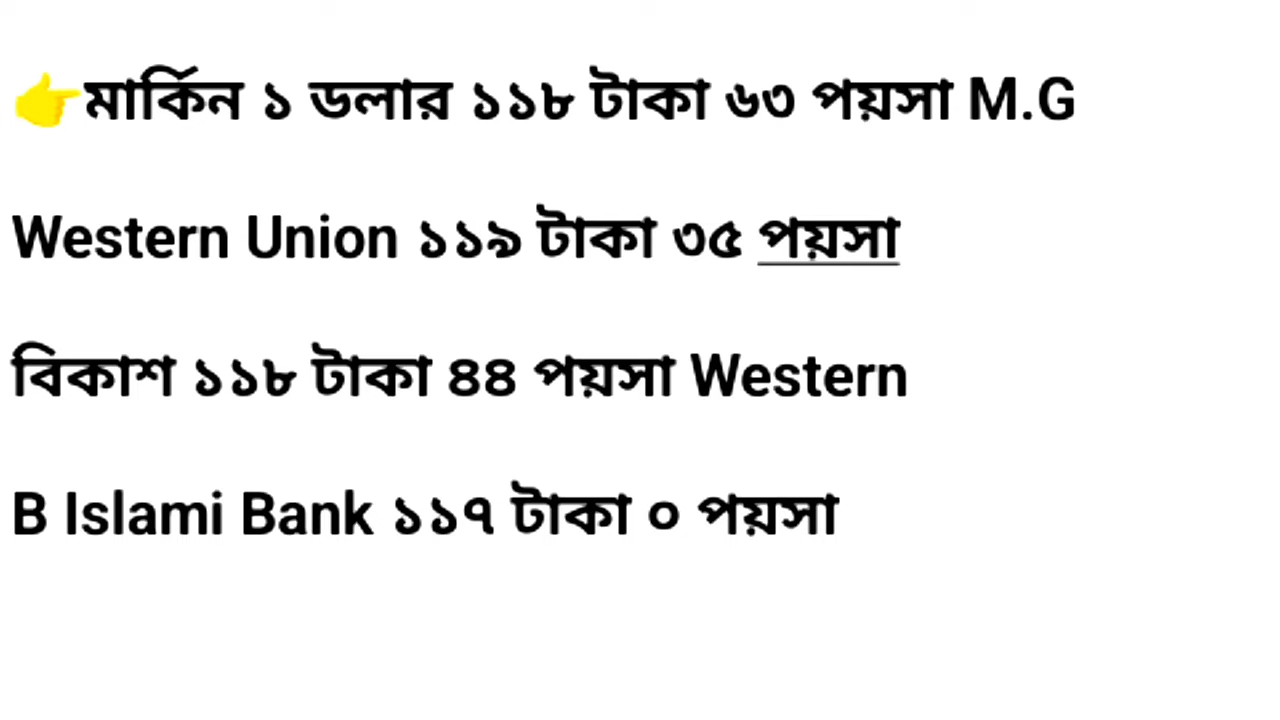 👉মার্কিন ১ ডলার ১১৮ টাকা ৬৩ পয়সা M.G
Western Union ১১৯ টাকা ৩৫ পয়সা
বিকাশ ১১৮ টাকা ৪৪ পয়সা Western
B Islami Bank ১১৭ টাকা ০ পয়সা